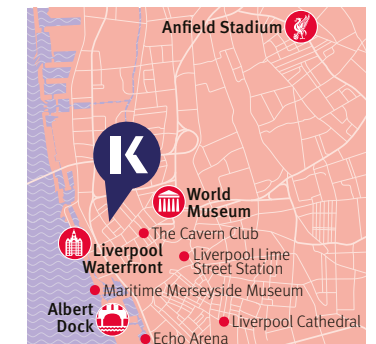 Anfield Stadium
K
World
Museum
The Cavern Club
Liverpool
Waterfront
Liverpool Lime
Street Station
Maritime Merseyside Museum
Albert
Dock
Liverpool Cathedral
Echo Arena